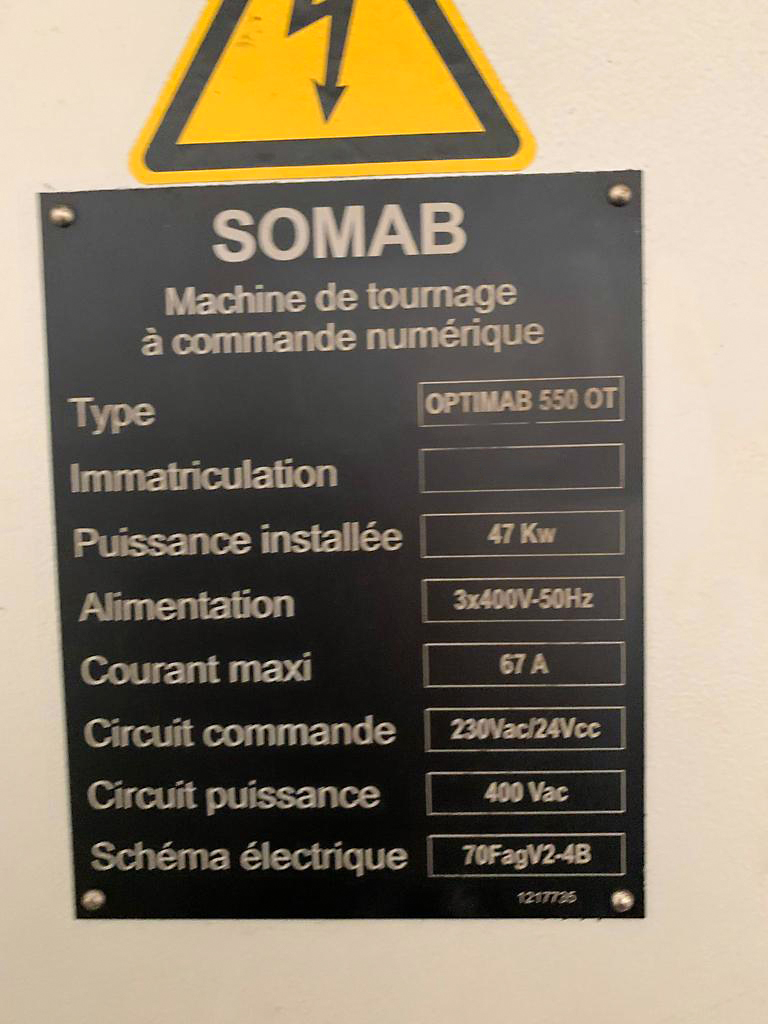 SOMAB
Machine de tournage
à commande numérique
Type OPTIMAB 550 OT
Immatriculation
Puissance installée 47 Kw
Alimentation 3x400V-50Hz
Courant maxi 67 A
Circuit commande 230Vac/24Vcc
Circuit puissance 400 Vac
Schéma électrique 70FagV2-4B
1217735